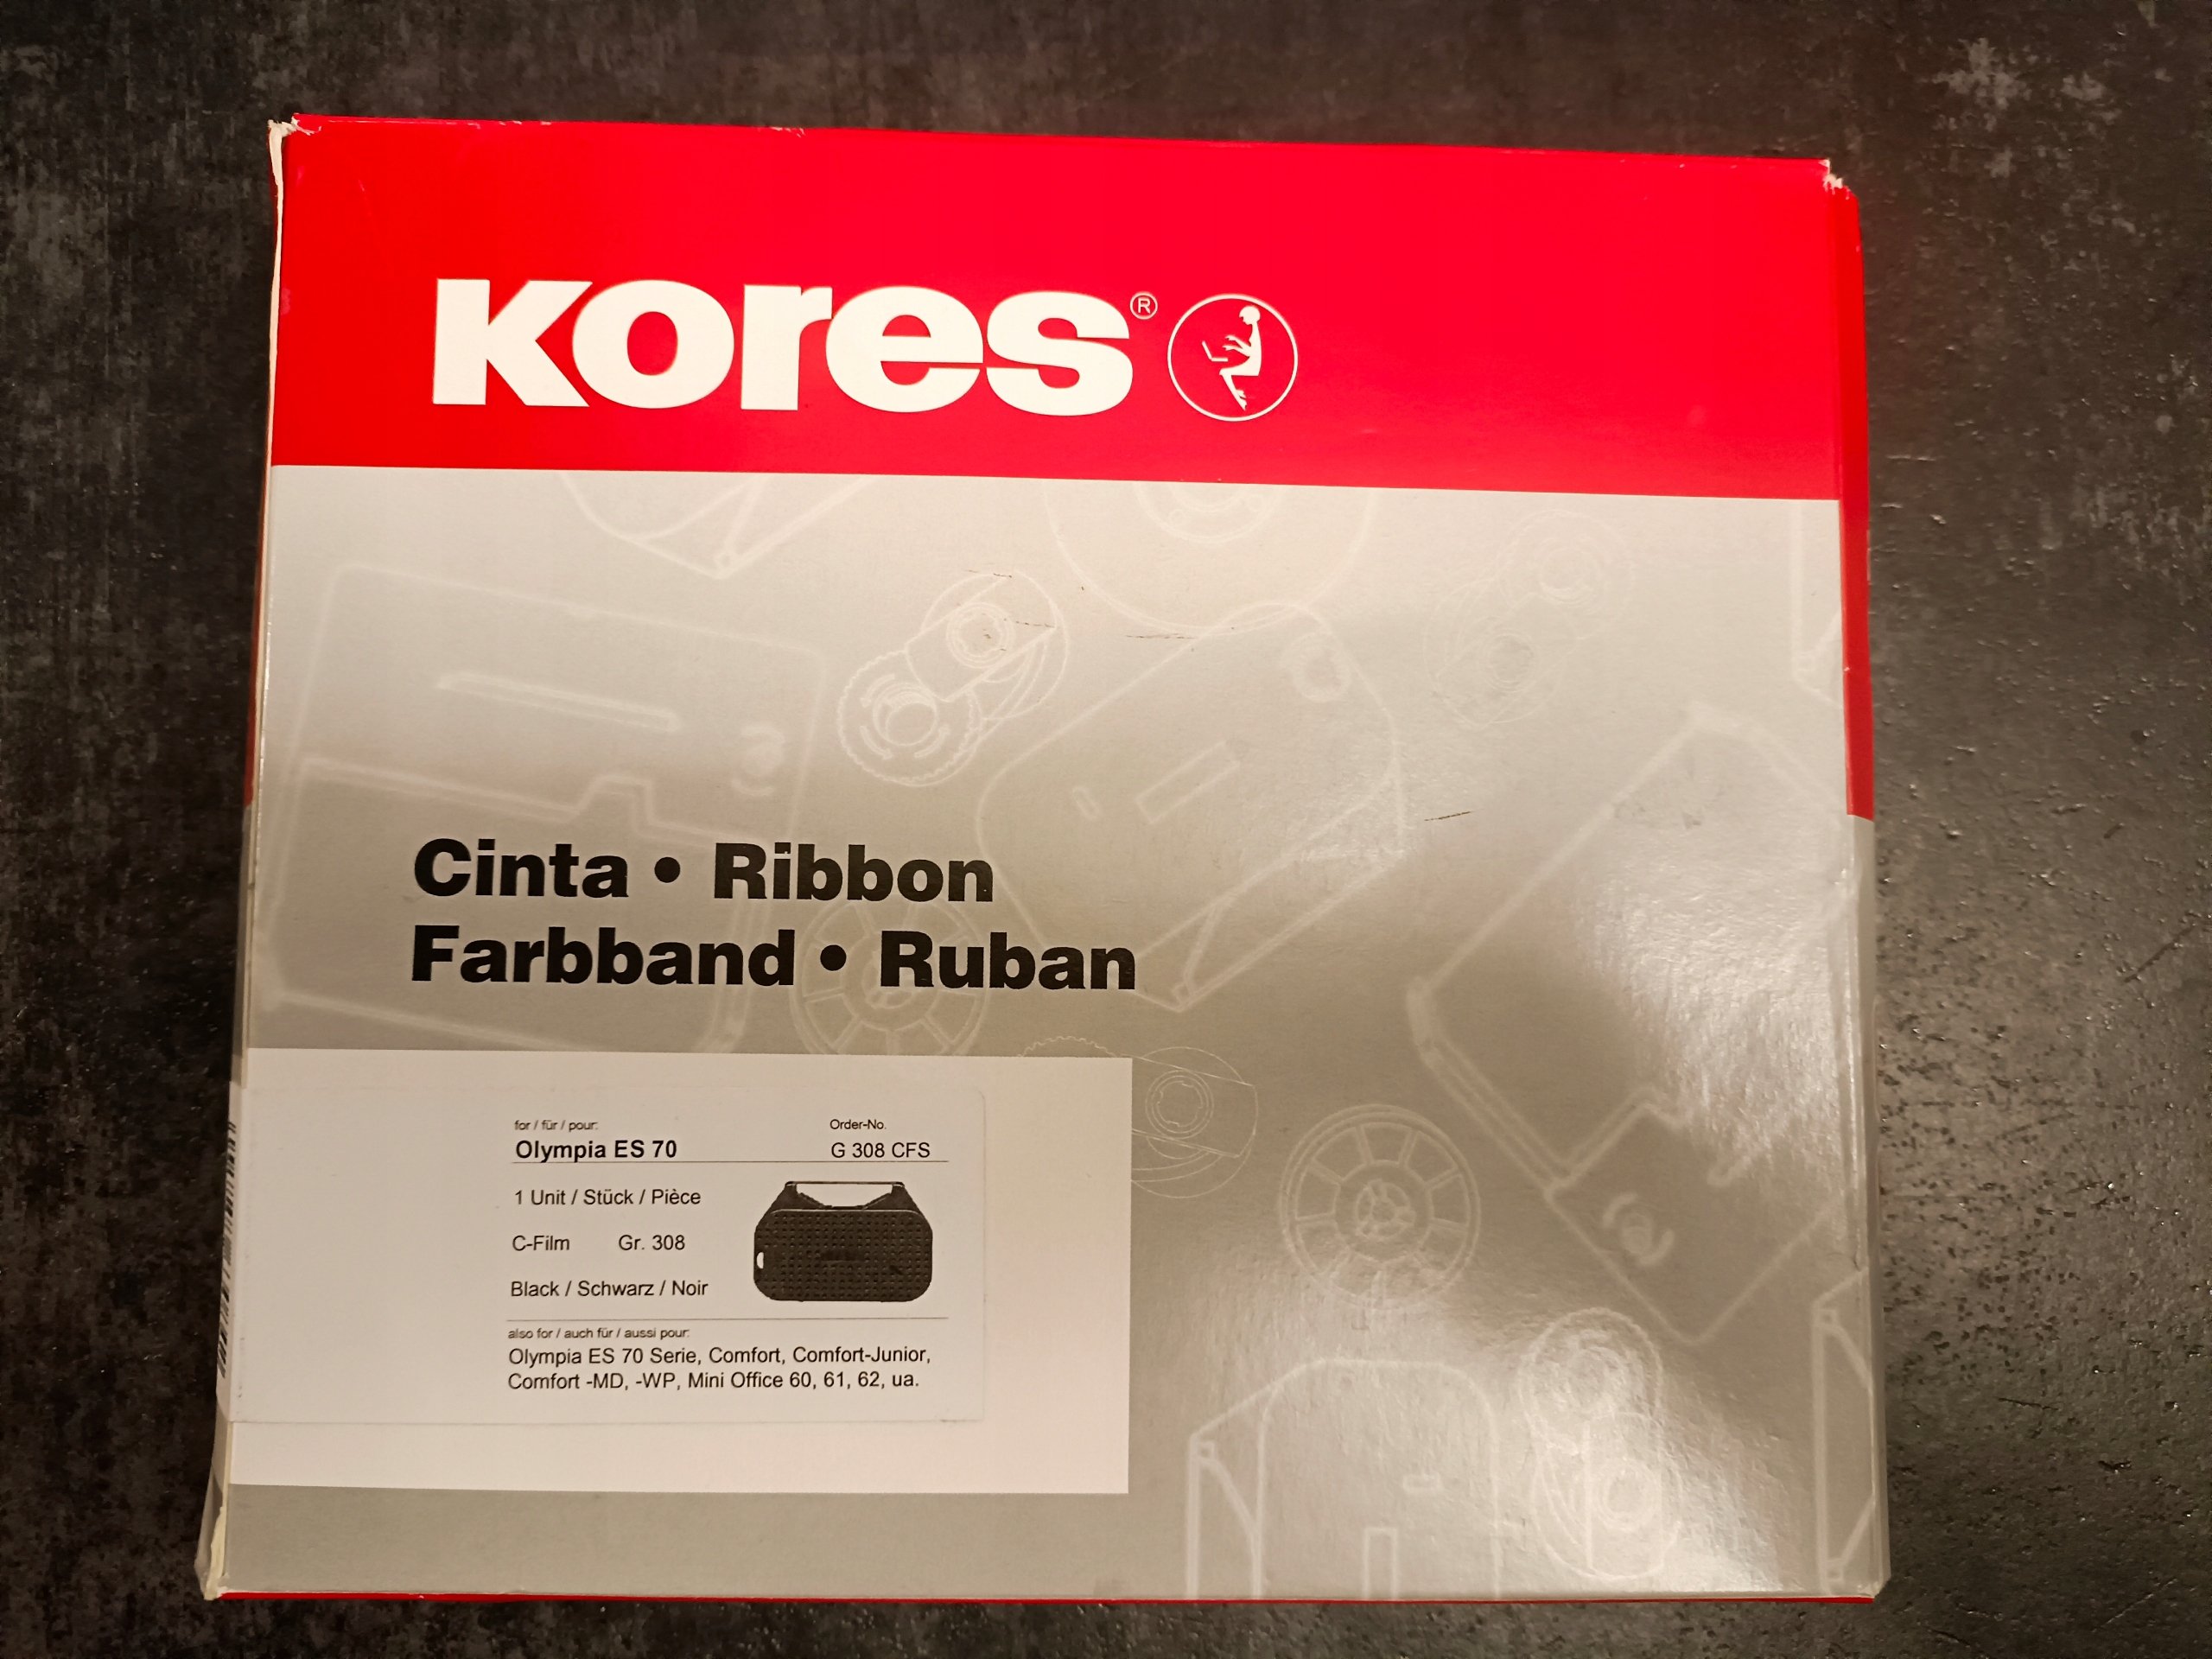 Kores ®
Cinta • Ribbon
Farbband • Ruban
for / für / pour: Order-No.
Olympia ES 70 G 308 CFS
1 Unit / Stück / Pièce
C-Film Gr. 308
Black / Schwarz / Noir
also for / auch für / aussi pour:
Olympia ES 70 Serie, Comfort, Comfort-Junior,
Comfort -MD, -WP, Mini Office 60, 61, 62, ua.